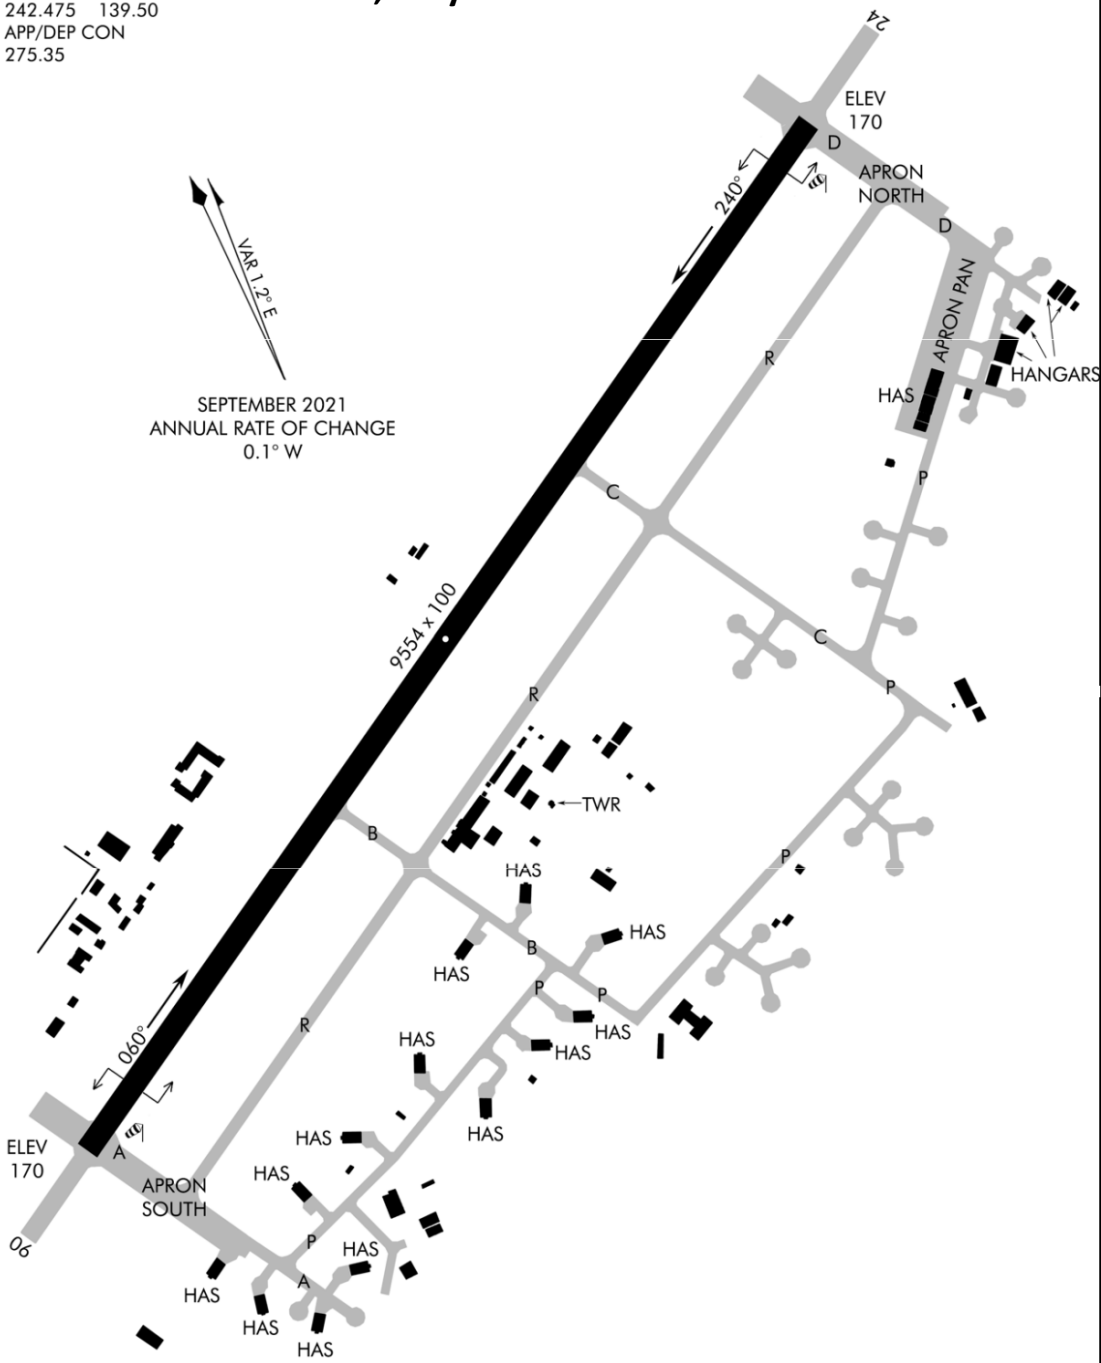 242.475 139.50
APP/DEP CON
275.35
24
ELEV
170
D
APRON
NORTH
240°
D
VAR 1.2° E
APRON PAN
R
HANGARS
HAS
SEPTEMBER 2021
ANNUAL RATE OF CHANGE
0.1° W
P
C
9554 x 100
C
P
R
TWR
B
P
HAS
HAS
B
HAS
P
P
HAS
R
060°
HAS
HAS
HAS
HAS
A
ELEV
170
HAS
APRON
SOUTH
06
P
HAS
A
HAS
HAS
HAS